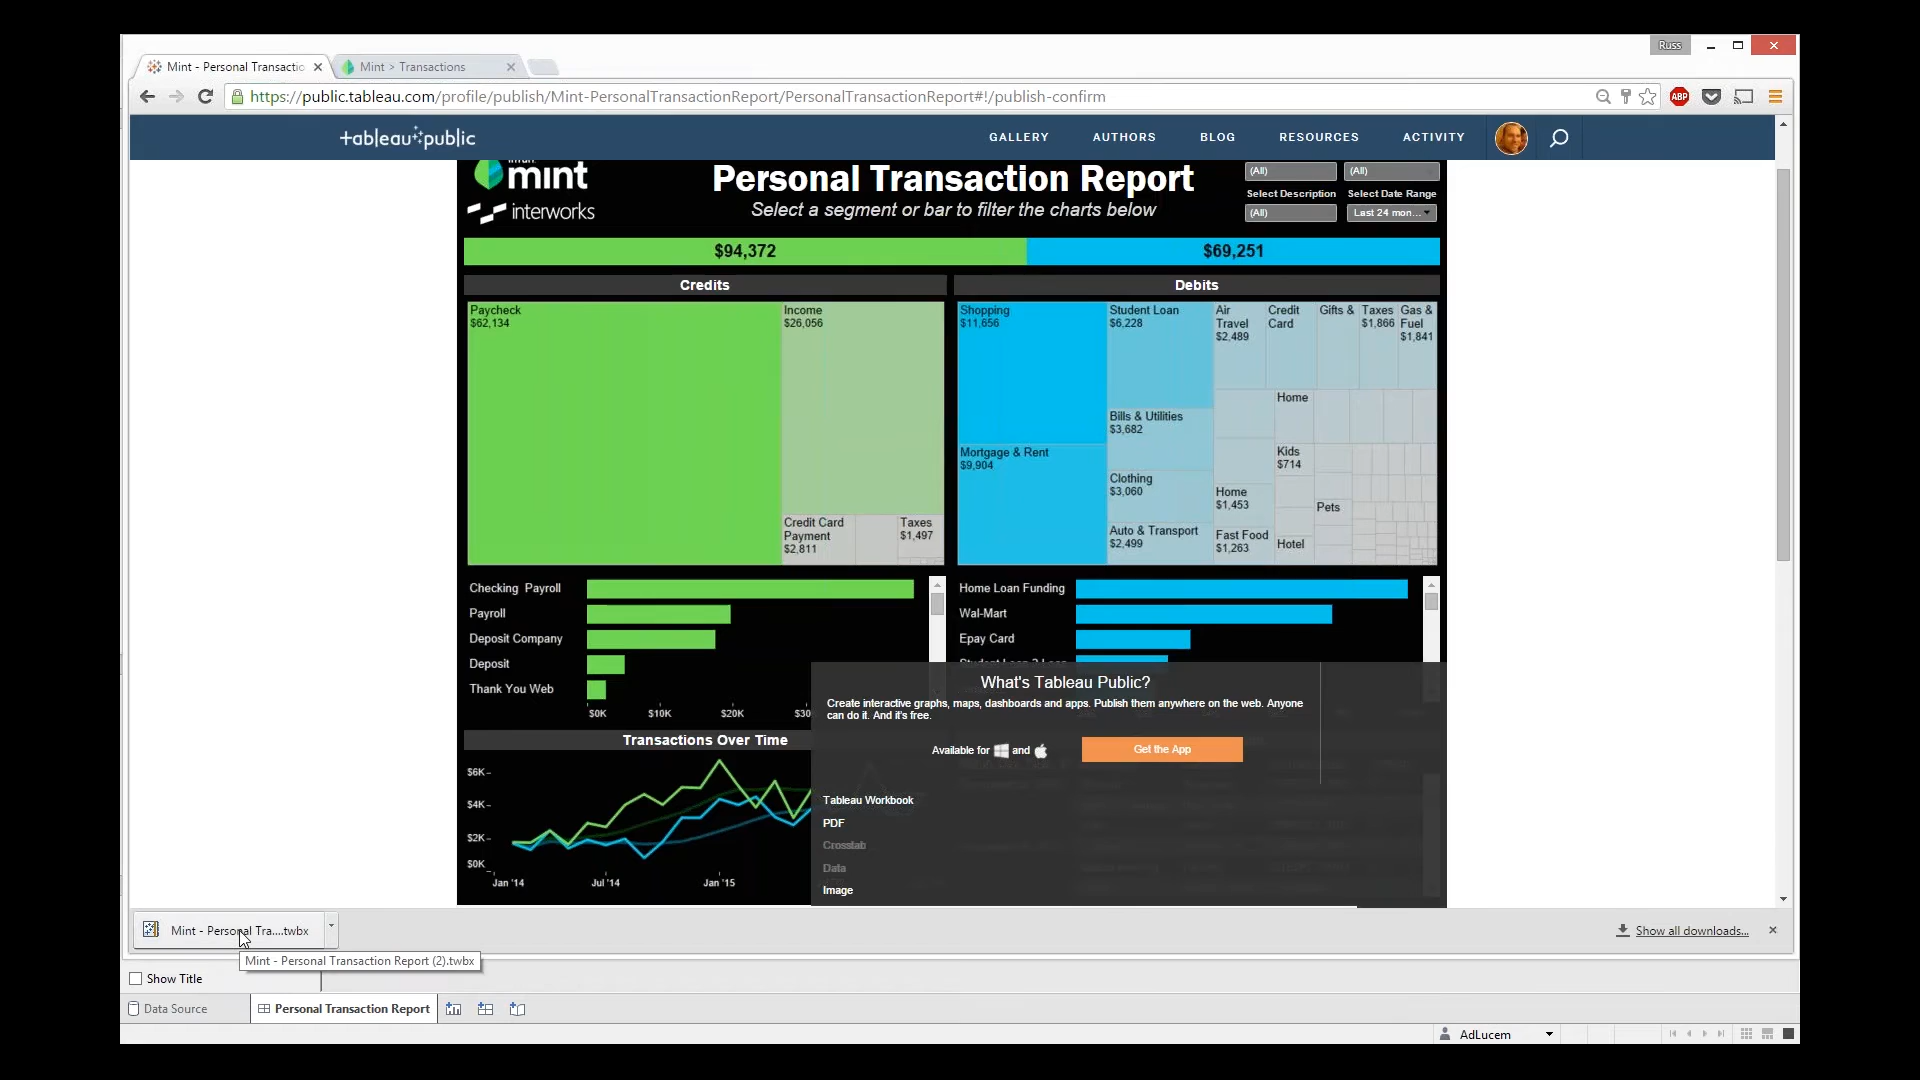 Russ
Mint - Personal Transactio
Mint > Transactions
https://public.tableau.com/profile/publish/Mint-PersonalTransactionReport/PersonalTransactionReport#!/publish-confirm
ABP
tableau public
GALLERY
AUTHORS
BLOG
RESOURCES
ACTIVITY
mint
interworks
Personal Transaction Report
Select a segment or bar to filter the charts below
(All)
(All)
Select Description
Select Date Range
(All)
Last 24 mon...
$94,372
$69,251
Credits
Debits
Paycheck
$62,134
Income
$26,056
Credit Card
Payment
$2,811
Taxes
$1,497
Shopping
$11,656
Mortgage & Rent
$9,904
Student Loan
$6,228
Bills & Utilities
$3,682
Clothing
$3,060
Auto & Transport
$2,499
Air
Travel
$2,489
Credit
Card
Gifts &
Taxes
$1,866
Gas &
Fuel
$1,841
Home
Kids
$714
Home
$1,453
Pets
Fast Food
$1,263
Hotel
Checking Payroll
Payroll
Deposit Company
Deposit
Thank You Web
$0K
$10K
$20K
$30
Home Loan Funding
Wal-Mart
Epay Card
Transactions Over Time
$6K
$4K
$2K
$0K
Jan '14
Jul '14
Jan '15
What's Tableau Public?
Create interactive graphs, maps, dashboards and apps. Publish them anywhere on the web. Anyone
can do it. And it's free.
Available for and
Get the App
Tableau Workbook
PDF
Crosstab
Data
Image
Mint - Personal Tra....twbx
Show all downloads...
Mint - Personal Transaction Report (2).twbx
Show Title
Data Source
Personal Transaction Report
AdLucem